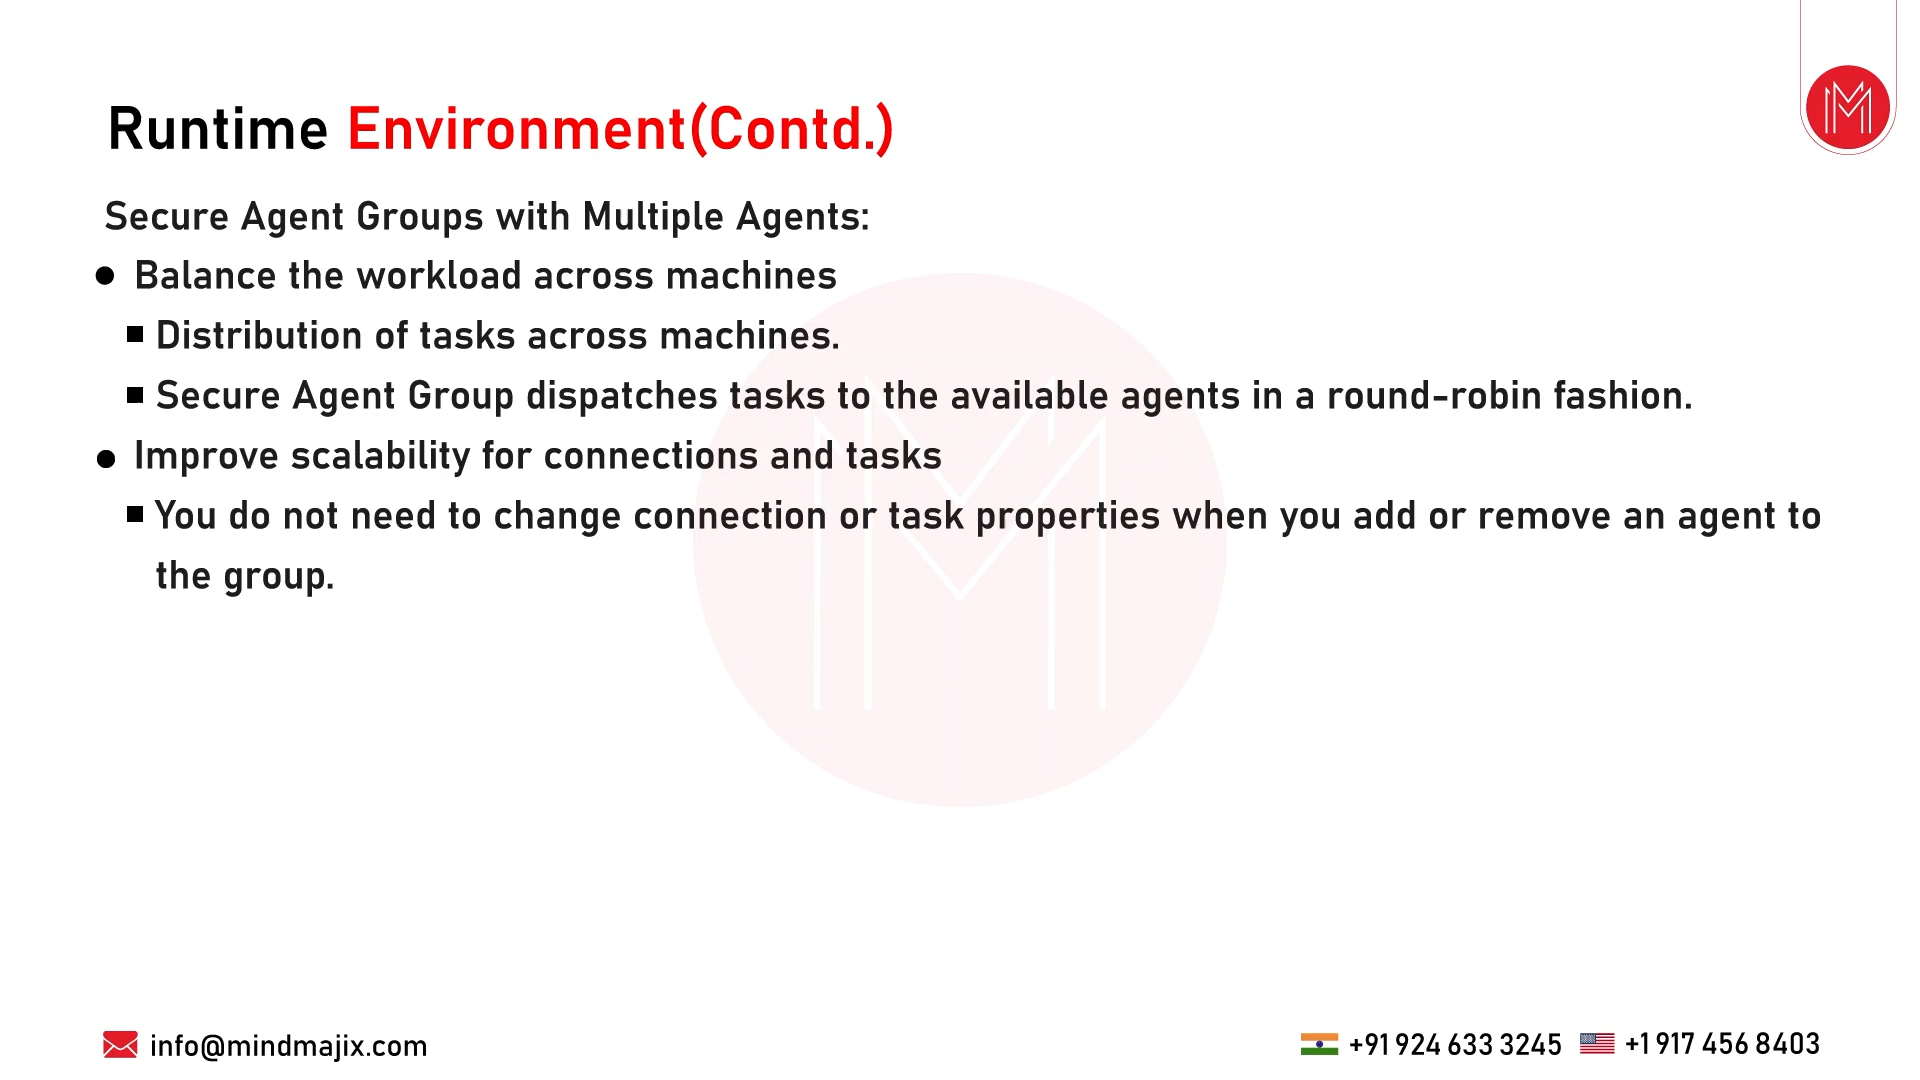 Runtime Environment(Contd.)
Secure Agent Groups with Multiple Agents:
● Balance the workload across machines
■ Distribution of tasks across machines.
■ Secure Agent Group dispatches tasks to the available agents in a round-robin fashion.
● Improve scalability for connections and tasks
■ You do not need to change connection or task properties when you add or remove an agent to
the group.
info@mindmajix.com
+91 924 633 3245
+1 917 456 8403